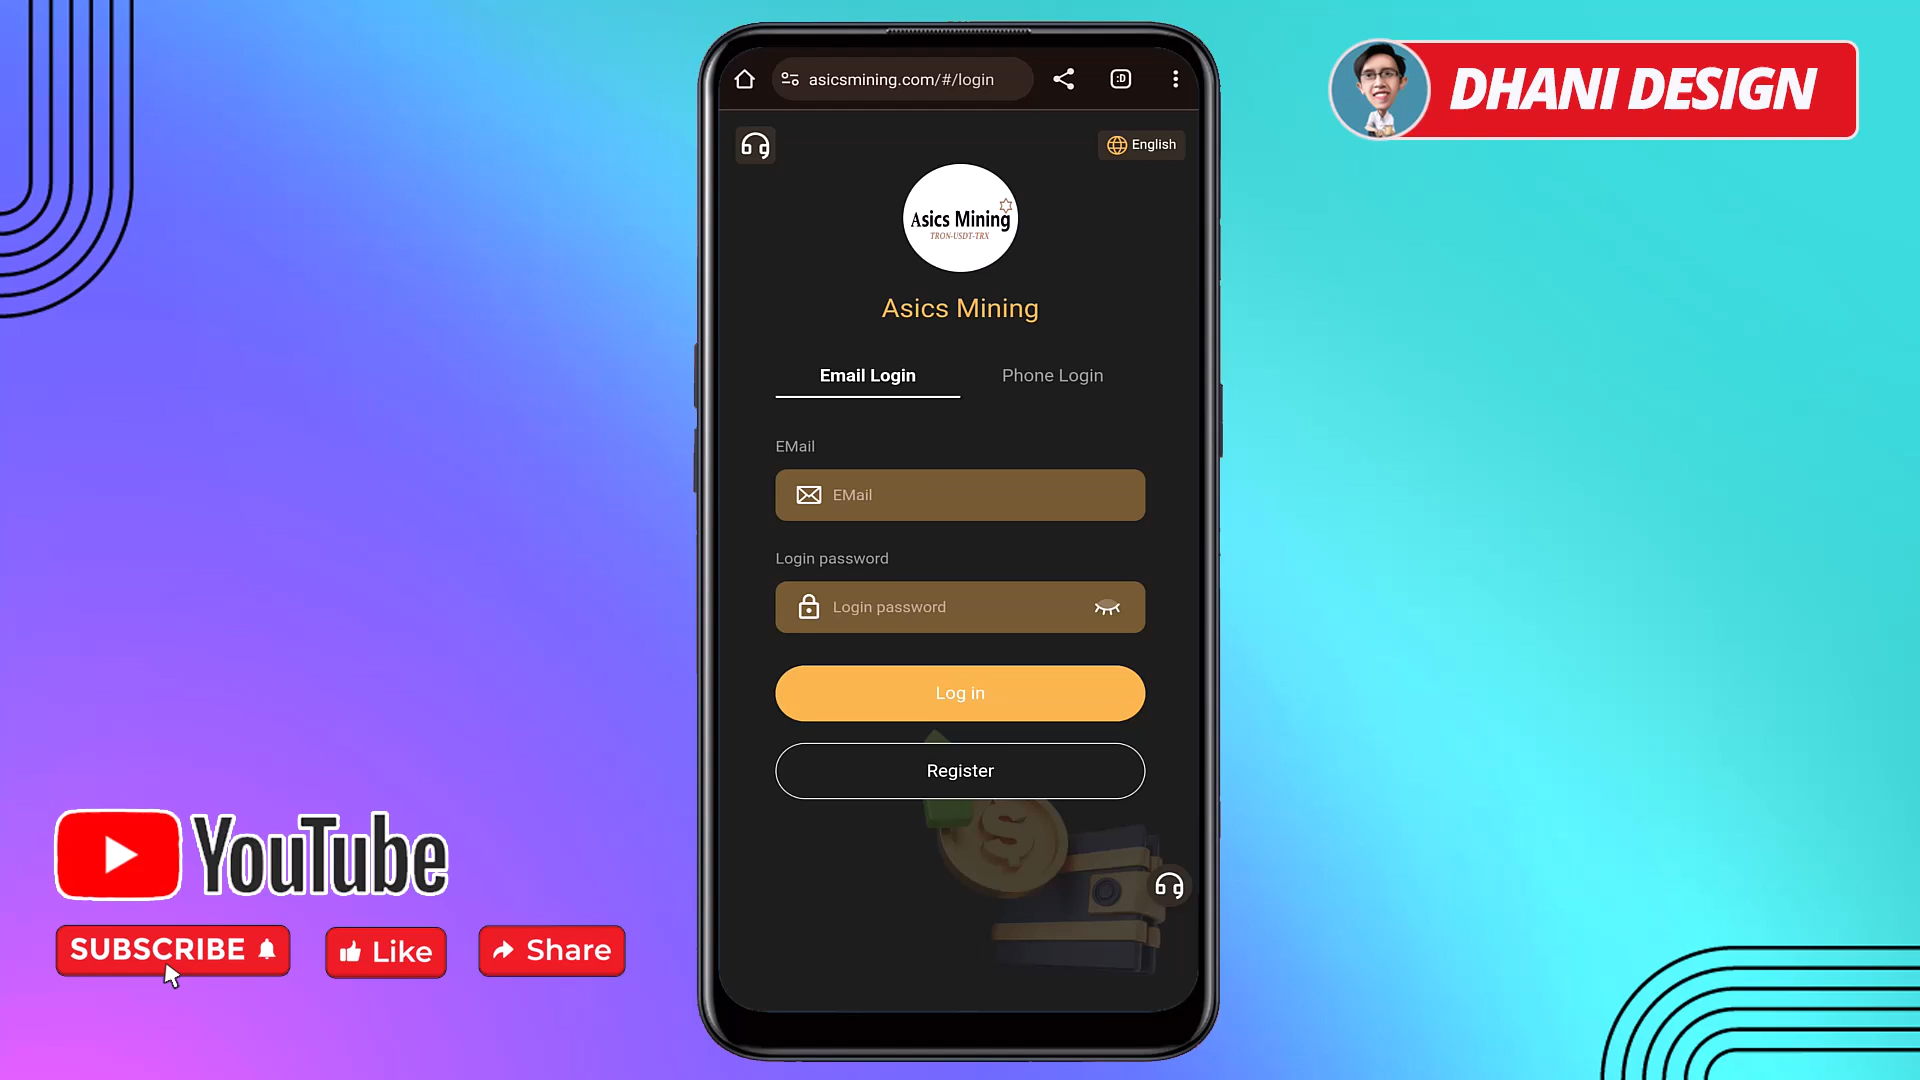 asicsmining.com/#/login
:D
DHANI DESIGN
English
Asics Mining
TRON-USDT-TRX
Asics Mining
Email Login
Phone Login
EMail
EMail
Login password
Login password
Log in
Register
YouTube
SUBSCRIBE
Like
Share